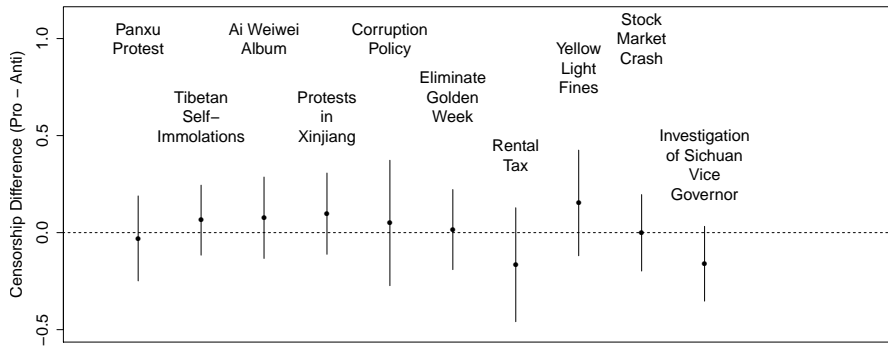 Censorship Difference (Pro − Anti)
1.0
0.5
0.0
−0.5
Panxu
Protest
Tibetan
Self−
Immolations
Ai Weiwei
Album
Protests
in
Xinjiang
Corruption
Policy
Eliminate
Golden
Week
Rental
Tax
Yellow
Light
Fines
Stock
Market
Crash
Investigation
of Sichuan
Vice
Governor